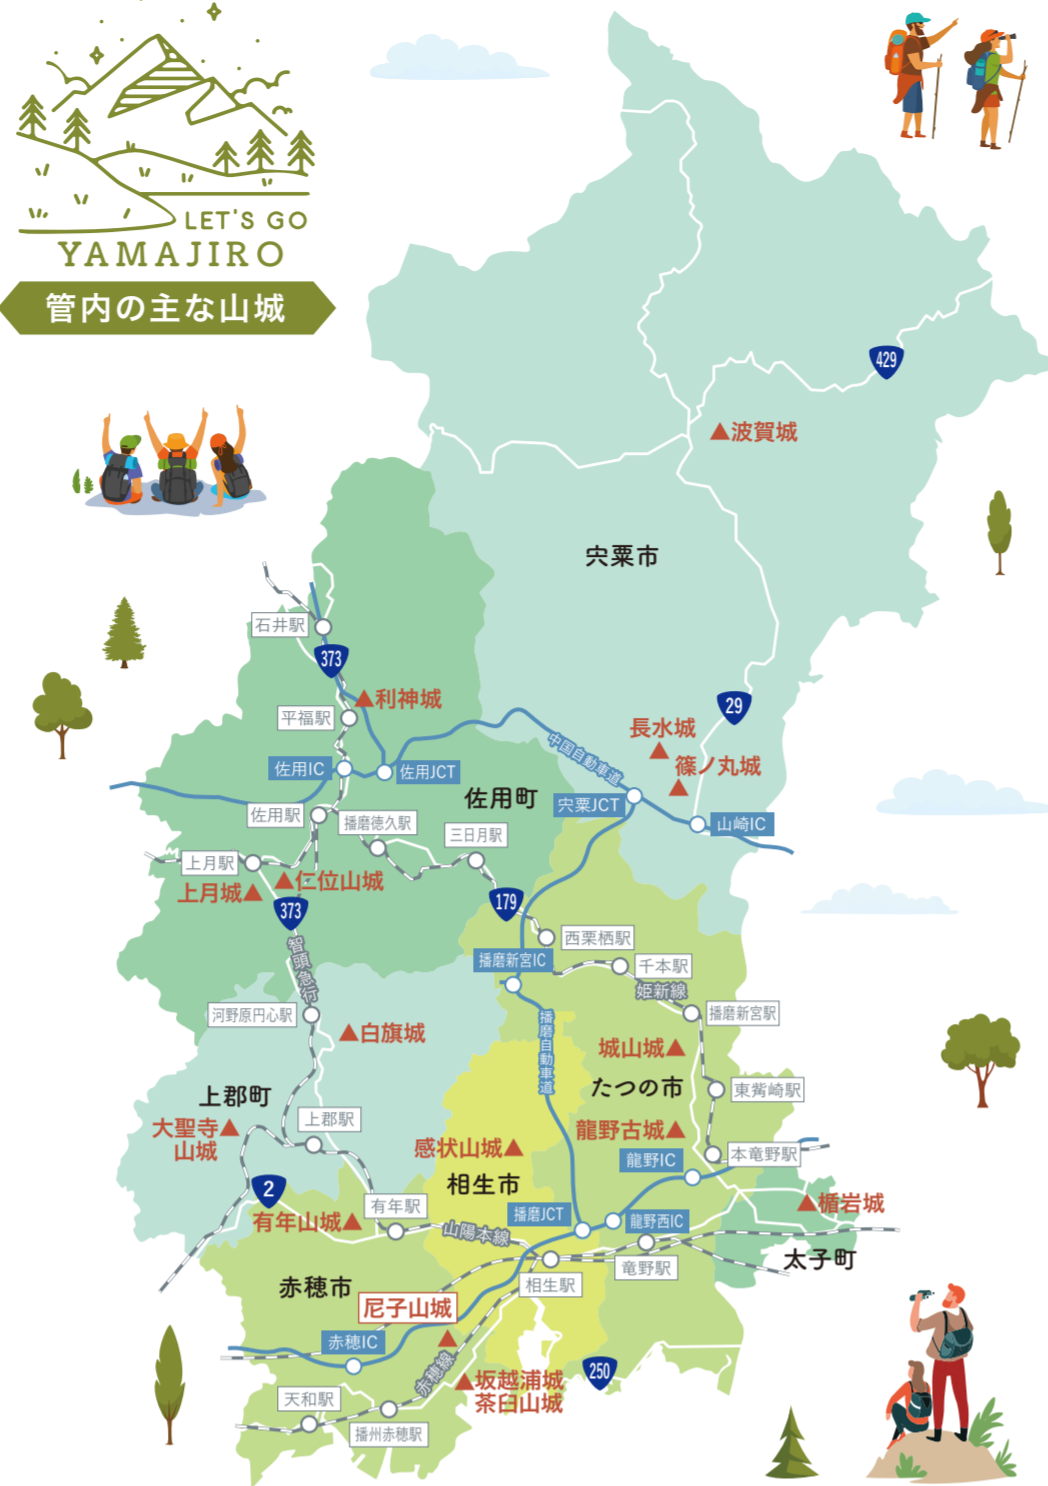 LET'S GO
YAMAJIRO
管内の主な山城
429
▲波賀城
宍粟市
石井駅
373
▲利神城
平福駅
29
長水城
▲
篠ノ丸城
▲
中国自動車道
佐用IC
佐用JCT
佐用町
宍粟JCT
山崎IC
佐用駅
播磨徳久駅
三日月駅
上月駅
上月城▲
▲仁位山城
373
179
智頭急行
西栗栖駅
播磨新宮IC
千本駅
姫新線
河野原円心駅
播磨新宮駅
播磨自動車道
▲白旗城
城山城▲
上郡町
たつの市
東觜崎駅
大聖寺▲
山城
上郡駅
龍野古城▲
感状山城▲
本竜野駅
龍野IC
相生市
2
有年駅
▲楯岩城
有年山城▲
播磨JCT
龍野西IC
山陽本線
太子町
竜野駅
赤穂市
相生駅
尼子山城
▲
赤穂IC
赤穂線
250
▲坂越浦城
茶臼山城
天和駅
播州赤穂駅